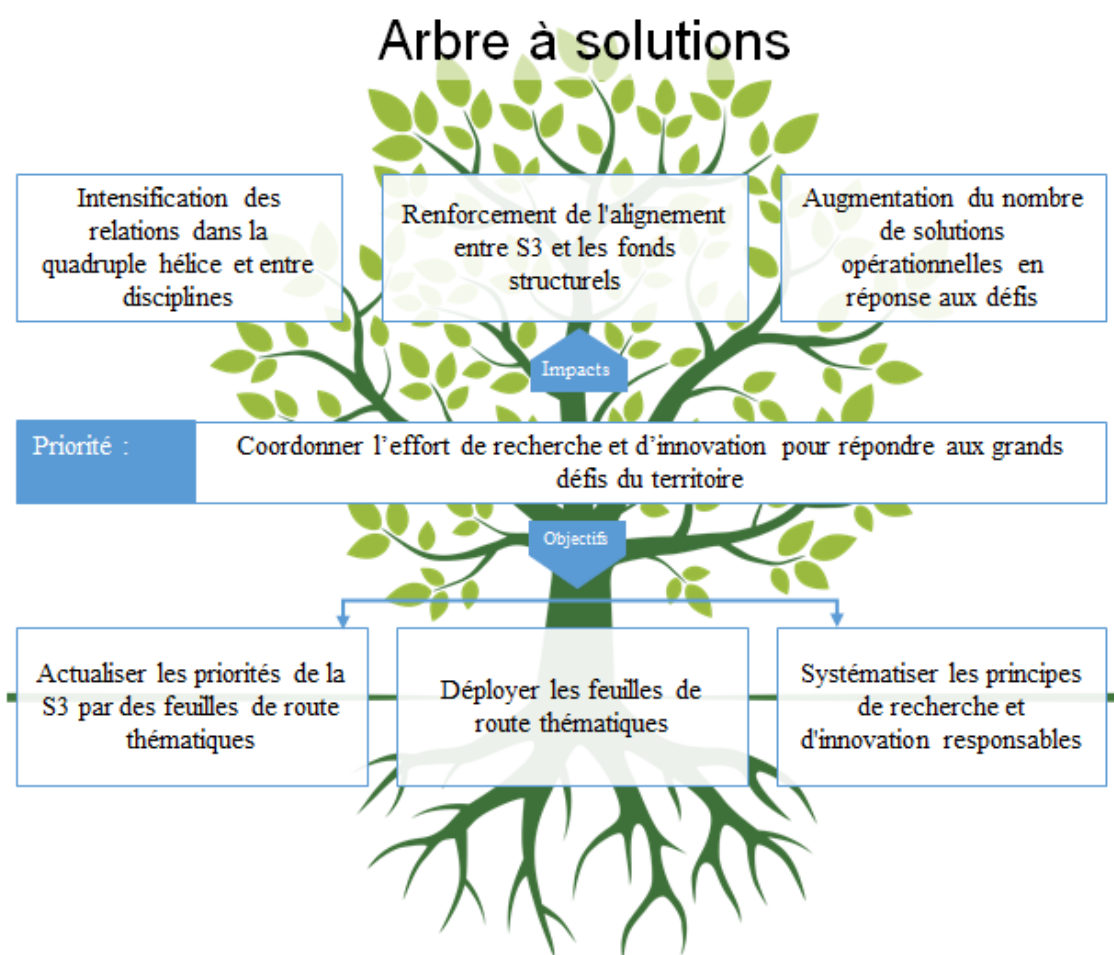 Arbre à solutions
Intensification des
relations dans la
quadruple hélice et entre
disciplines
Renforcement de l'alignement
entre S3 et les fonds
structurels
Augmentation du nombre
de solutions
opérationnelles en
réponse aux défis
Impacts
Priorité :
Coordonner l’effort de recherche et d’innovation pour répondre aux grands
défis du territoire
Objectifs
Actualiser les priorités de la
S3 par des feuilles de route
thématiques
Déployer les feuilles de
route thématiques
Systématiser les principes
de recherche et
d'innovation responsables